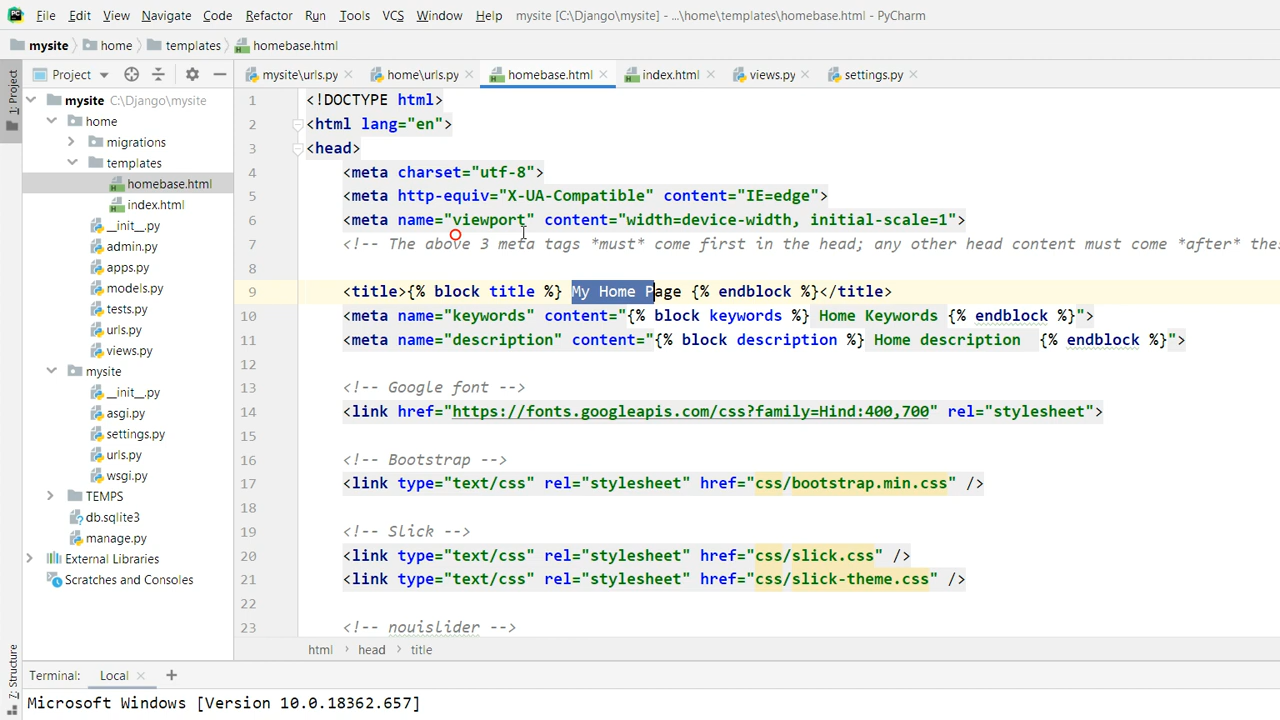 File Edit View Navigate Code Refactor Run Tools VCS Window Help mysite [C:\Django\mysite] - ...\home\templates\homebase.html - PyCharm
mysite home templates homebase.html
Project mysite\urls.py home\urls.py homebase.html index.html views.py settings.py
1: Project
mysite C:\Django\mysite
home
migrations
templates
homebase.html
index.html
__init__.py
admin.py
apps.py
models.py
tests.py
urls.py
views.py
mysite
__init__.py
asgi.py
settings.py
urls.py
wsgi.py
TEMPS
db.sqlite3
manage.py
External Libraries
Scratches and Consoles
1 <!DOCTYPE html>
2 <html lang="en">
3 <head>
4 <meta charset="utf-8">
5 <meta http-equiv="X-UA-Compatible" content="IE=edge">
6 <meta name="viewport" content="width=device-width, initial-scale=1">
7 <!-- The above 3 meta tags *must* come first in the head; any other head content must come *after* thes
8
9 <title>{% block title %} My Home Page {% endblock %}</title>
10 <meta name="keywords" content="{% block keywords %} Home Keywords {% endblock %}">
11 <meta name="description" content="{% block description %} Home description {% endblock %}">
12
13 <!-- Google font -->
14 <link href="https://fonts.googleapis.com/css?family=Hind:400,700" rel="stylesheet">
15
16 <!-- Bootstrap -->
17 <link type="text/css" rel="stylesheet" href="css/bootstrap.min.css" />
18
19 <!-- Slick -->
20 <link type="text/css" rel="stylesheet" href="css/slick.css" />
21 <link type="text/css" rel="stylesheet" href="css/slick-theme.css" />
22
23 <!-- nouislider -->
html head title
7: Structure
Terminal: Local +
Microsoft Windows [Version 10.0.18362.657]